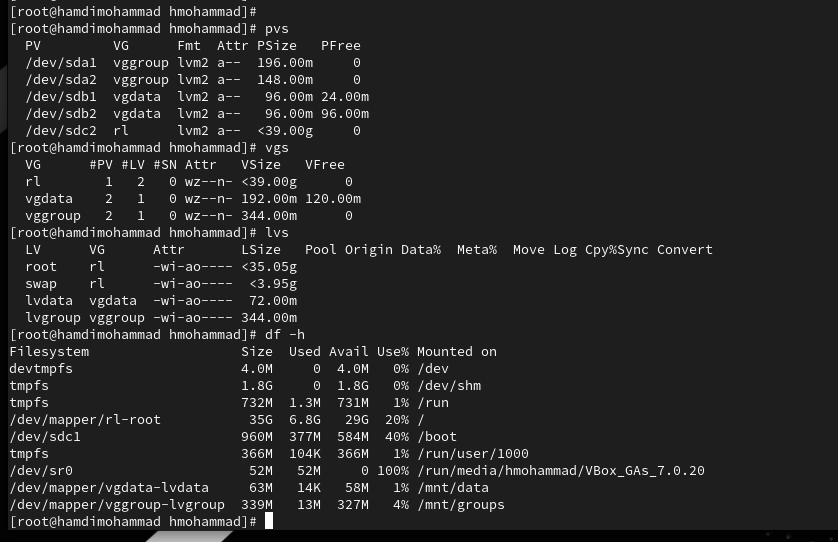 [root@hamdimohammad hmohammad]#
[root@hamdimohammad hmohammad]# pvs
  PV         VG      Fmt  Attr PSize   PFree
  /dev/sda1  vggroup lvm2 a--  196.00m     0
  /dev/sda2  vggroup lvm2 a--  148.00m     0
  /dev/sdb1  vgdata  lvm2 a--   96.00m 24.00m
  /dev/sdb2  vgdata  lvm2 a--   96.00m 96.00m
  /dev/sdc2  rl      lvm2 a--  <39.00g     0
[root@hamdimohammad hmohammad]# vgs
  VG      #PV #LV #SN Attr   VSize   VFree
  rl        1   2   0 wz--n- <39.00g     0
  vgdata    2   1   0 wz--n- 192.00m 120.00m
  vggroup   2   1   0 wz--n- 344.00m     0
[root@hamdimohammad hmohammad]# lvs
  LV      VG      Attr       LSize   Pool Origin Data%  Meta%  Move Log Cpy%Sync Convert
  root    rl      -wi-ao---- <35.05g
  swap    rl      -wi-ao----  <3.95g
  lvdata  vgdata  -wi-ao----  72.00m
  lvgroup vggroup -wi-ao---- 344.00m
[root@hamdimohammad hmohammad]# df -h
Filesystem                   Size  Used Avail Use% Mounted on
devtmpfs                     4.0M     0  4.0M   0% /dev
tmpfs                        1.8G     0  1.8G   0% /dev/shm
tmpfs                        732M  1.3M  731M   1% /run
/dev/mapper/rl-root           35G  6.8G   29G  20% /
/dev/sdc1                    960M  377M  584M  40% /boot
tmpfs                        366M  104K  366M   1% /run/user/1000
/dev/sr0                      52M   52M     0 100% /run/media/hmohammad/VBox_GAs_7.0.20
/dev/mapper/vgdata-lvdata     63M   14K   58M   1% /mnt/data
/dev/mapper/vggroup-lvgroup  339M   13M  327M   4% /mnt/groups
[root@hamdimohammad hmohammad]#